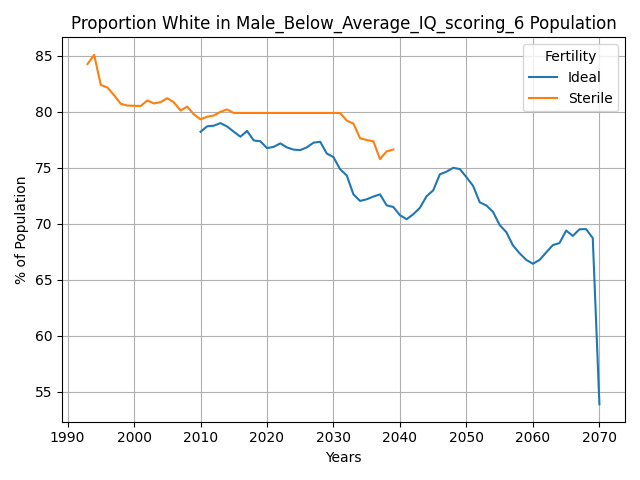 Proportion White in Male_Below_Average_IQ_scoring_6 Population
Fertility
Ideal
Sterile
% of Population
85
80
75
70
65
60
55
1990 2000 2010 2020 2030 2040 2050 2060 2070
Years